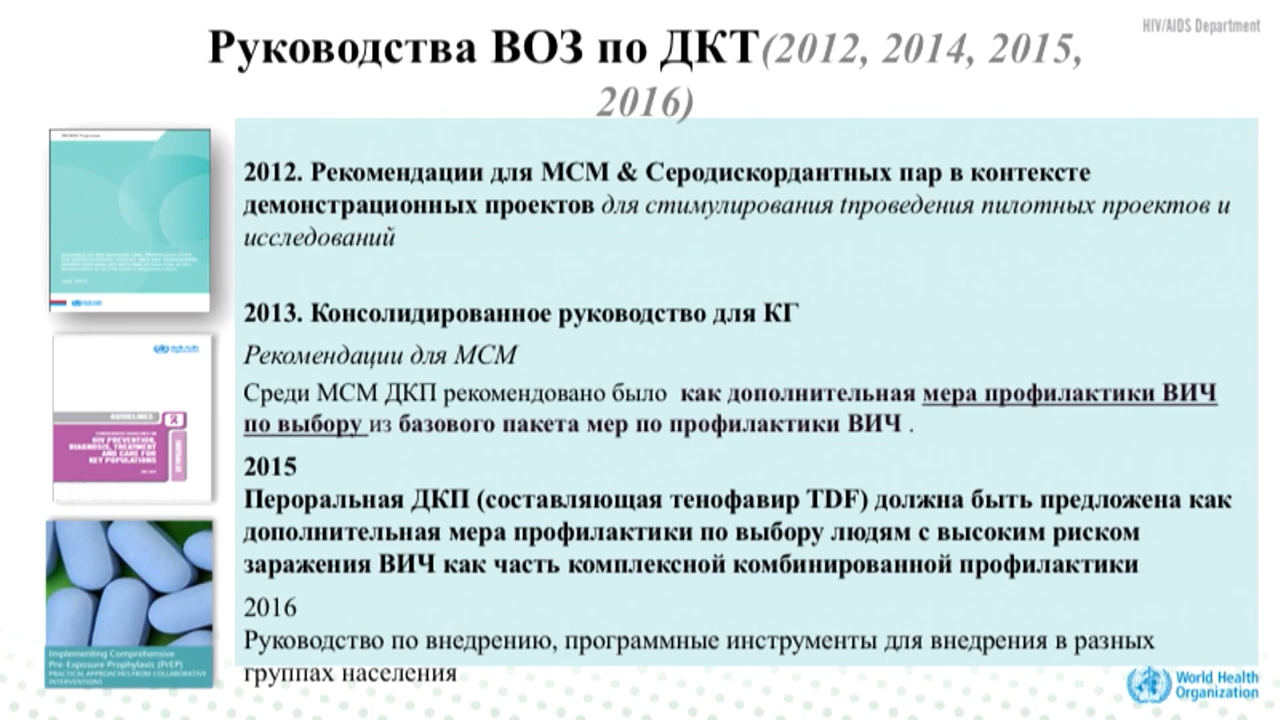 HIV/AIDS Department
Руководства ВОЗ по ДКТ(2012, 2014, 2015,
2016)
2012. Рекомендации для МСМ & Серодискордантных пар в контексте
демонстрационных проектов для стимулирования tпроведения пилотных проектов и
исследований
2013. Консолидированное руководство для КГ
Рекомендации для МСМ
Среди МСМ ДКП рекомендовано было как дополнительная мера профилактики ВИЧ
по выбору из базового пакета мер по профилактики ВИЧ .
2015
Пероральная ДКП (составляющая тенофавир TDF) должна быть предложена как
дополнительная мера профилактики по выбору людям с высоким риском
заражения ВИЧ как часть комплексной комбинированной профилактики
2016
Руководство по внедрению, программные инструменты для внедрения в разных
группах населения
GUIDELINES
HIV PREVENTION,
DIAGNOSIS, TREATMENT
AND CARE FOR
KEY POPULATIONS
Implementing Comprehensive
Pre-Exposure Prophylaxis (PrEP)
PRACTICAL APPROACHES FROM COLLABORATIVE
INTERVENTIONS
World Health
Organization